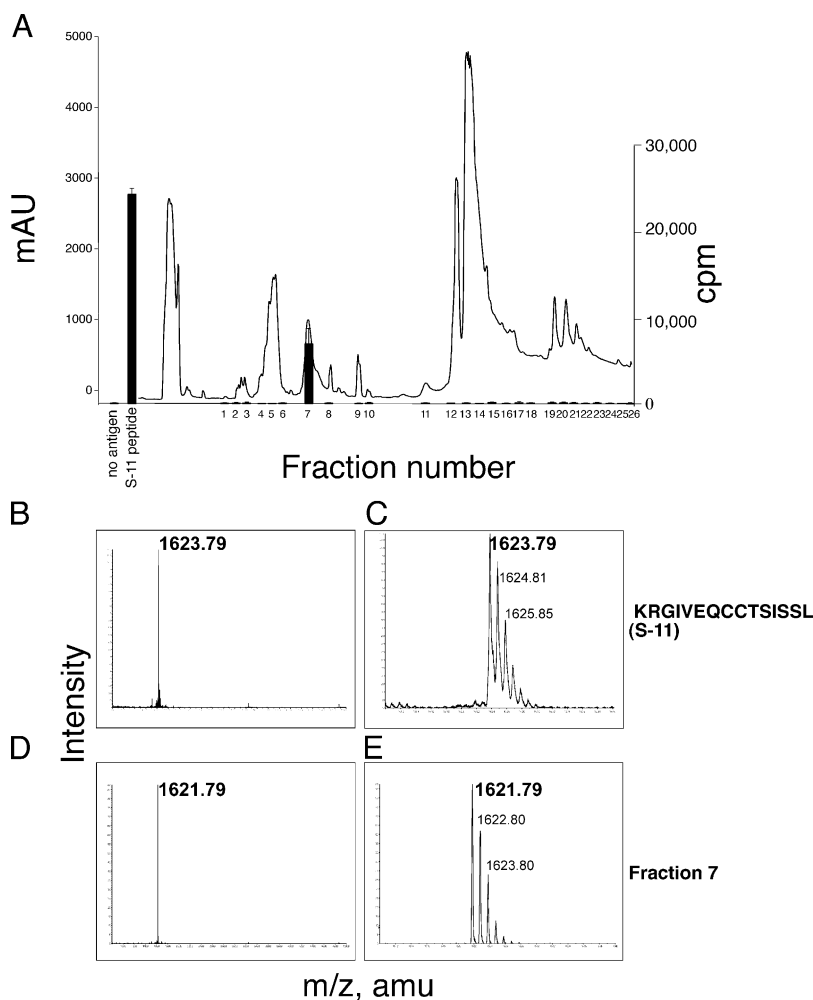 A
5000
4000
3000
2000
1000
0
mAU
30,000
20,000
10,000
0
cpm
no antigen
S-11 peptide
1 2 3 4 5 6 7 8 9 10 11 12 13 14 15 16 17 18 19 20 21 22 23 24 25 26
Fraction number
B
1623.79
C
1623.79
1624.81
1625.85
KRGIVEQCCTSISSL
(S-11)
Intensity
D
1621.79
E
1621.79
1622.80
1623.80
Fraction 7
m/z, amu